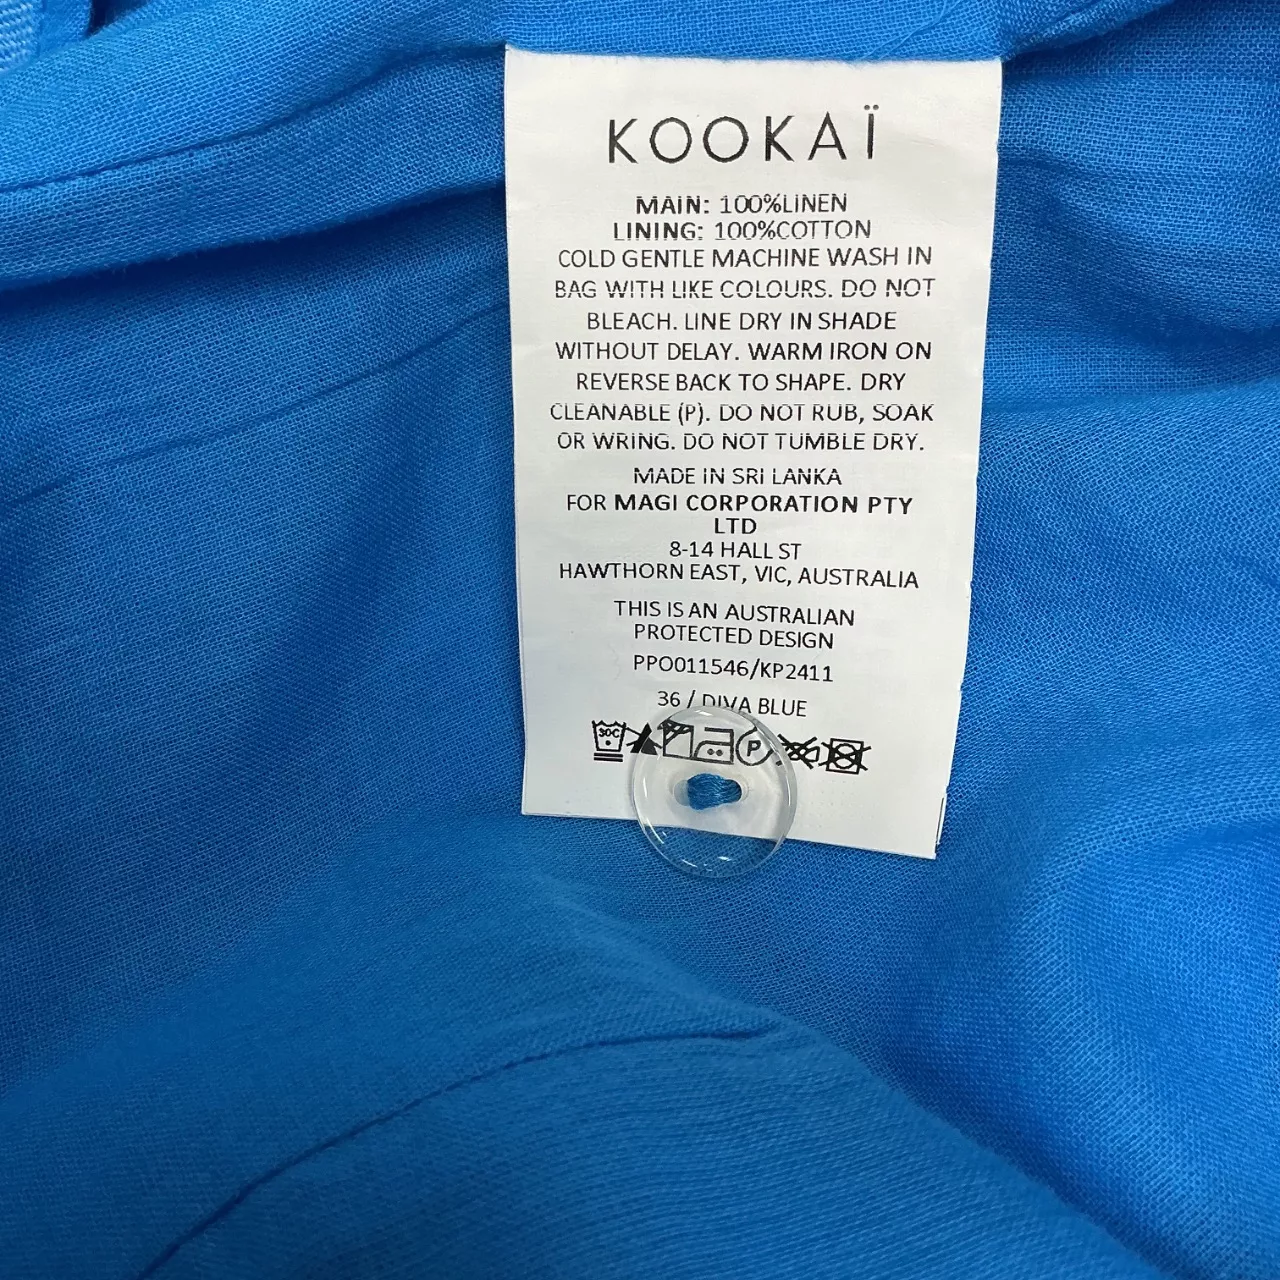 KOOKAÏ
MAIN: 100%LINEN
LINING: 100%COTTON
COLD GENTLE MACHINE WASH IN
BAG WITH LIKE COLOURS. DO NOT
BLEACH. LINE DRY IN SHADE
WITHOUT DELAY. WARM IRON ON
REVERSE BACK TO SHAPE. DRY
CLEANABLE (P). DO NOT RUB, SOAK
OR WRING. DO NOT TUMBLE DRY.
MADE IN SRI LANKA
FOR MAGI CORPORATION PTY
LTD
8-14 HALL ST
HAWTHORN EAST, VIC, AUSTRALIA
THIS IS AN AUSTRALIAN
PROTECTED DESIGN
PPO011546/KP2411
36 / DIVA BLUE
30C P